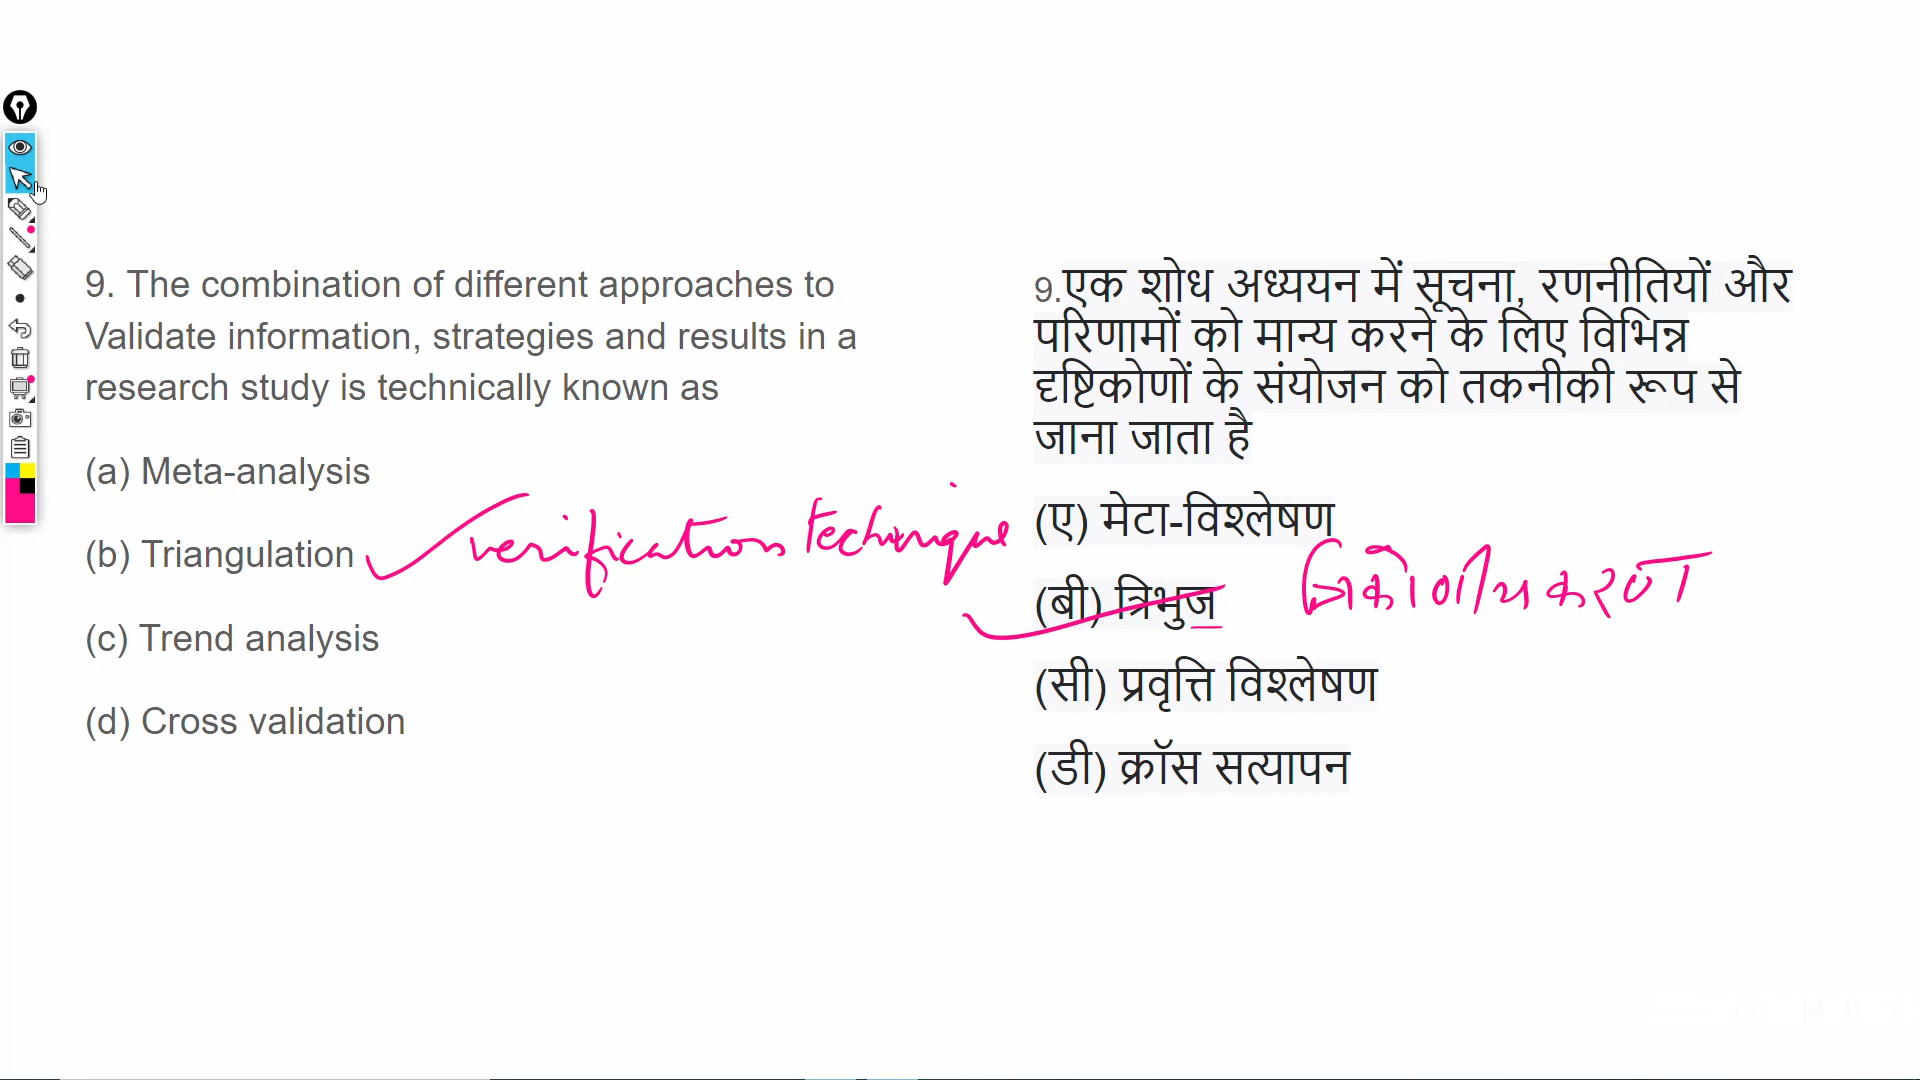 9. The combination of different approaches to
Validate information, strategies and results in a
research study is technically known as
(a) Meta-analysis
(b) Triangulation
verification technique
(c) Trend analysis
(d) Cross validation
9.एक शोध अध्ययन में सूचना, रणनीतियों और
परिणामों को मान्य करने के लिए विभिन्न
दृष्टिकोणों के संयोजन को तकनीकी रूप से
जाना जाता है
(ए) मेटा-विश्लेषण
(बी) त्रिभुज
त्रिकोणीयकरण
(सी) प्रवृत्ति विश्लेषण
(डी) क्रॉस सत्यापन